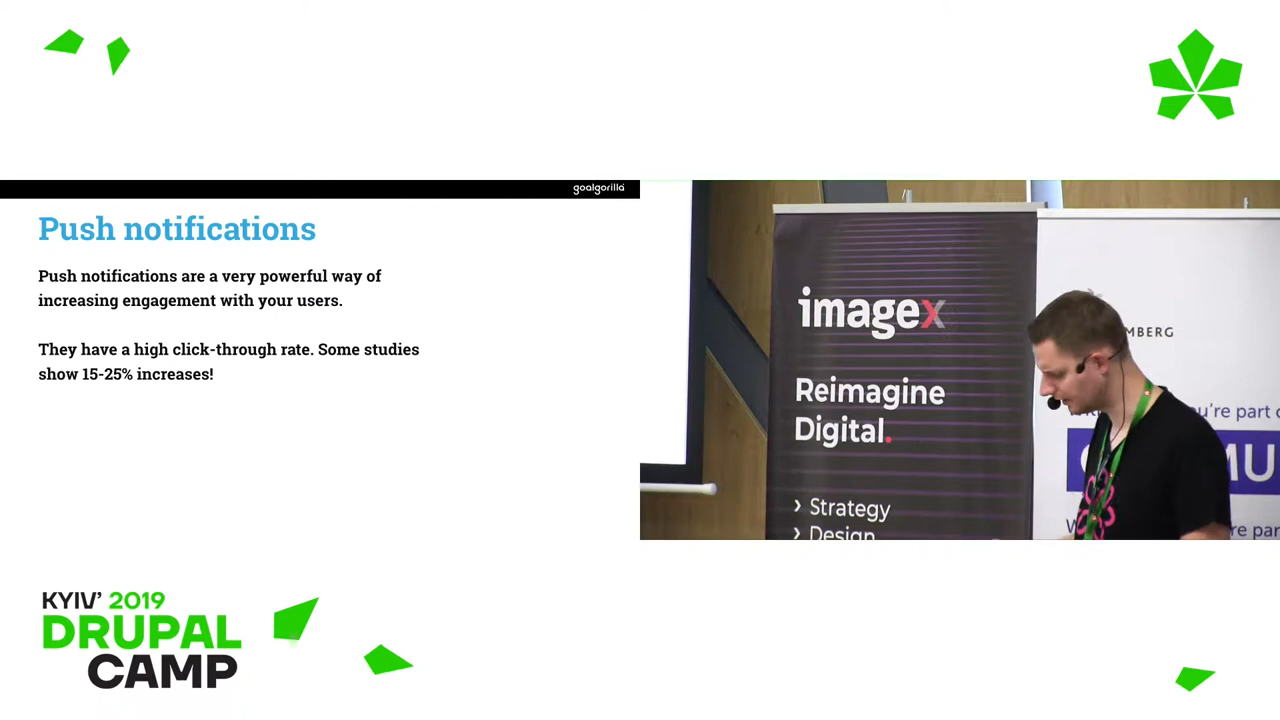 goalgorilla
Push notifications
Push notifications are a very powerful way of
increasing engagement with your users.
They have a high click-through rate. Some studies
show 15-25% increases!
imagex
Reimagine
Digital.
› Strategy
› Design
MBERG
u're part
MU
re par
KYIV' 2019
DRUPAL
CAMP